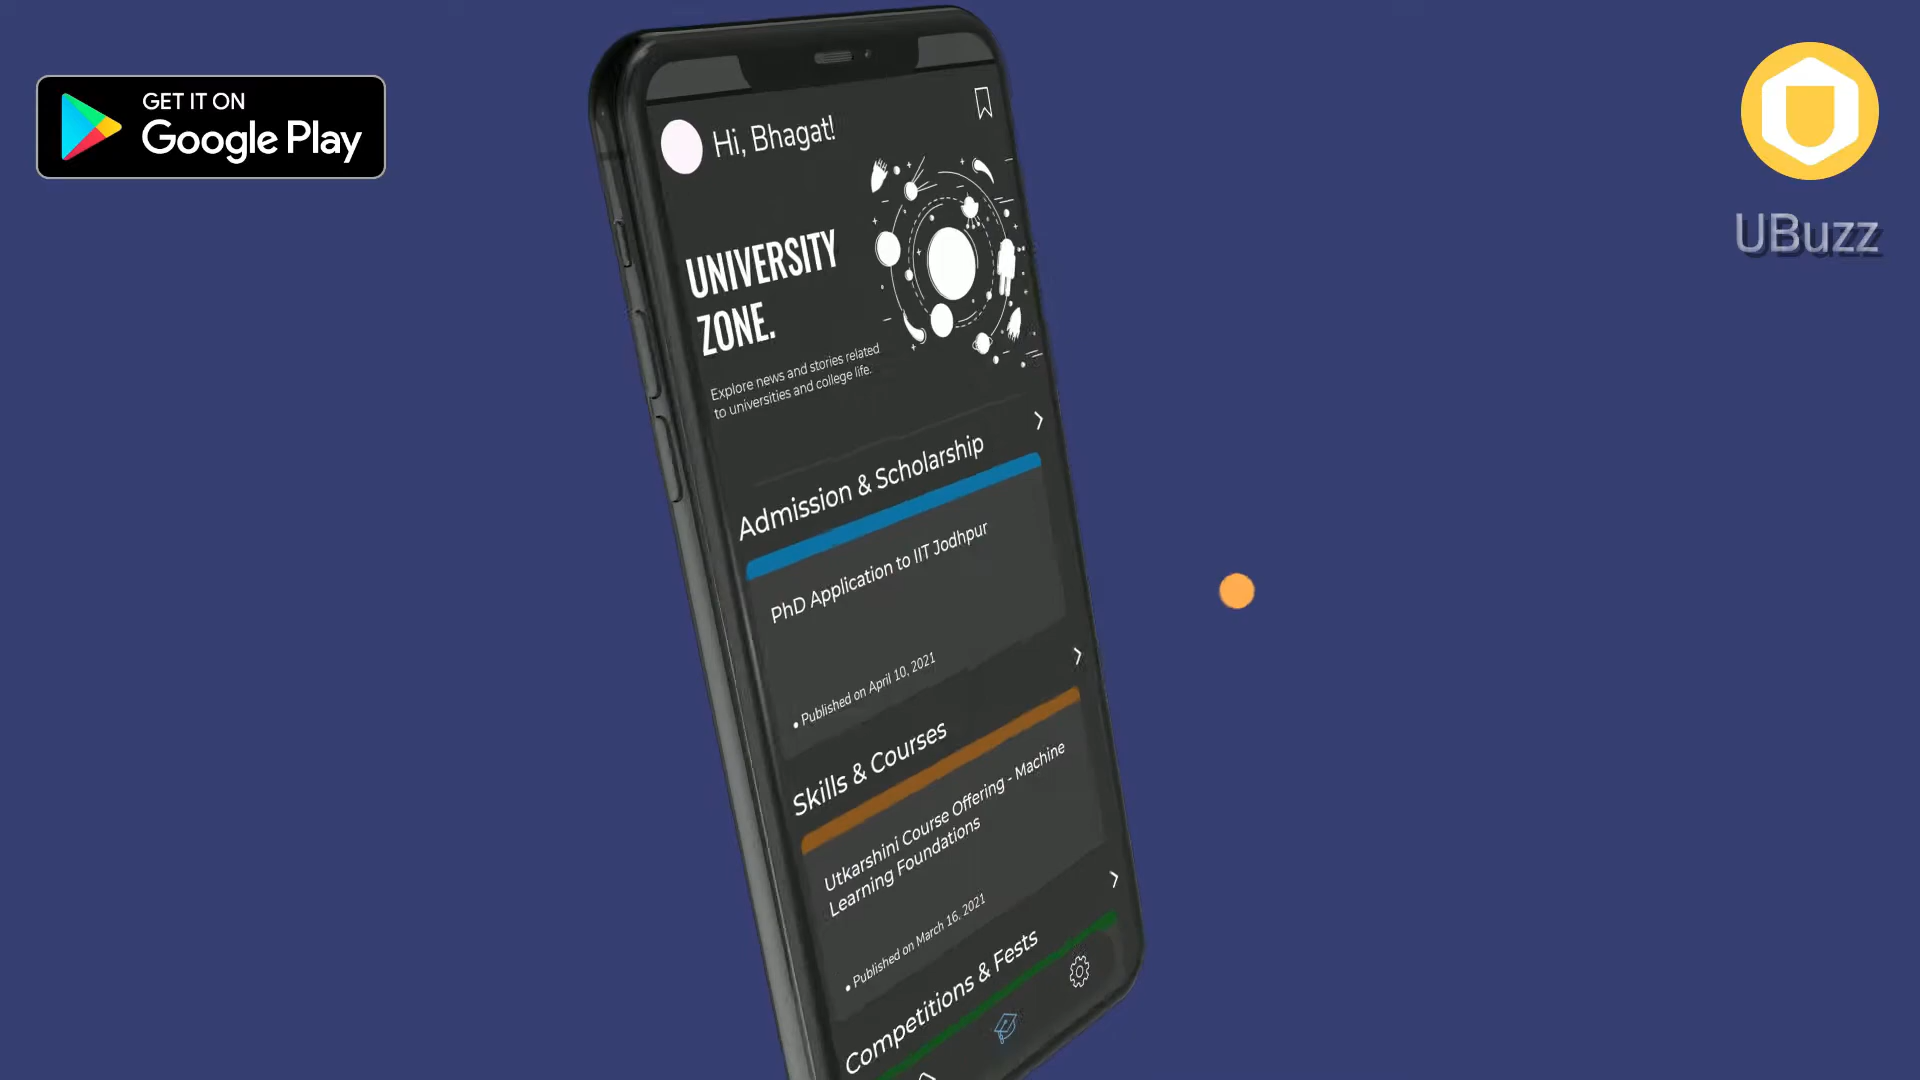 GET IT ON
Google Play
UBuzz
Hi, Bhagat!
UNIVERSITY
ZONE.
Explore news and stories related
to universities and college life.
Admission & Scholarship
PhD Application to IIT Jodhpur
• Published on April 10, 2021
Skills & Courses
Utkarshini Course Offering - Machine
Learning Foundations
• Published on March 16, 2021
Competitions & Fests